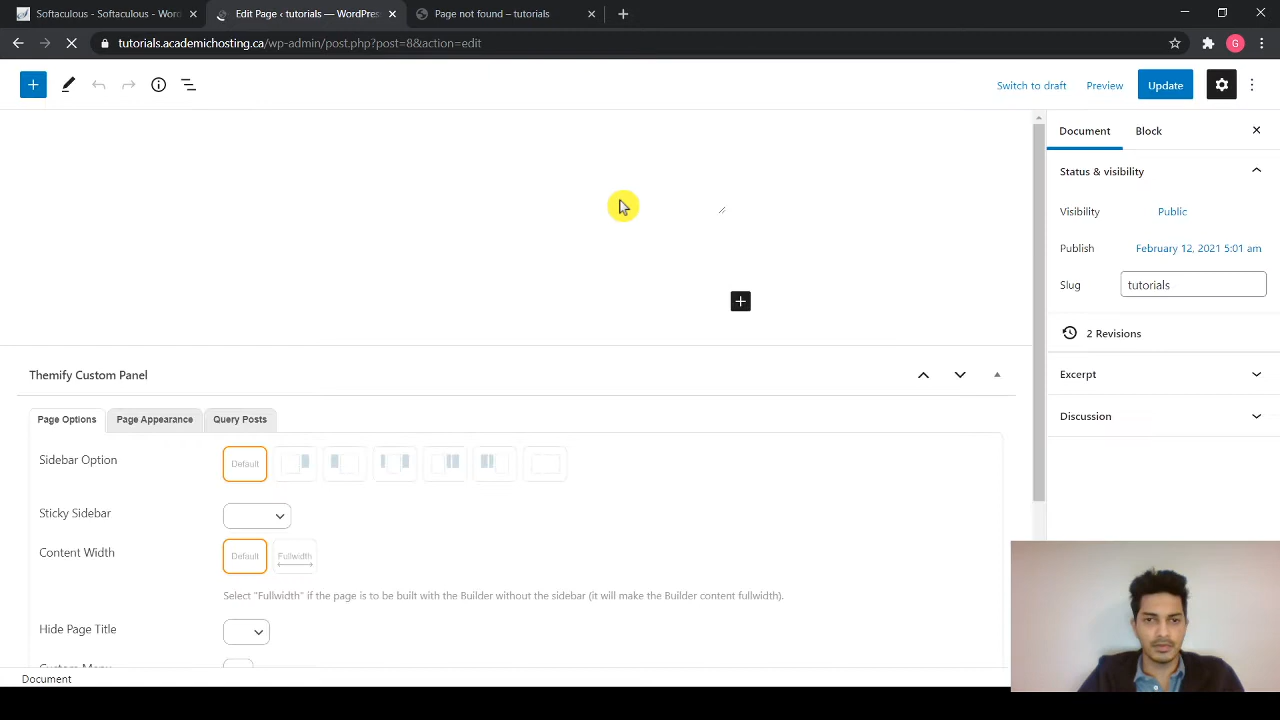 Softaculous - Softaculous - Wor
Edit Page ‹ tutorials — WordPres
Page not found – tutorials
tutorials.academichosting.ca/wp-admin/post.php?post=8&action=edit
G
Switch to draft
Preview
Update
Document
Block
Status & visibility
Visibility
Public
Publish
February 12, 2021 5:01 am
Slug
tutorials
2 Revisions
Excerpt
Discussion
Themify Custom Panel
Page Options
Page Appearance
Query Posts
Sidebar Option
Default
Sticky Sidebar
Content Width
Default
Fullwidth
Select "Fullwidth" if the page is to be built with the Builder without the sidebar (it will make the Builder content fullwidth).
Hide Page Title
Custom Menu
Document